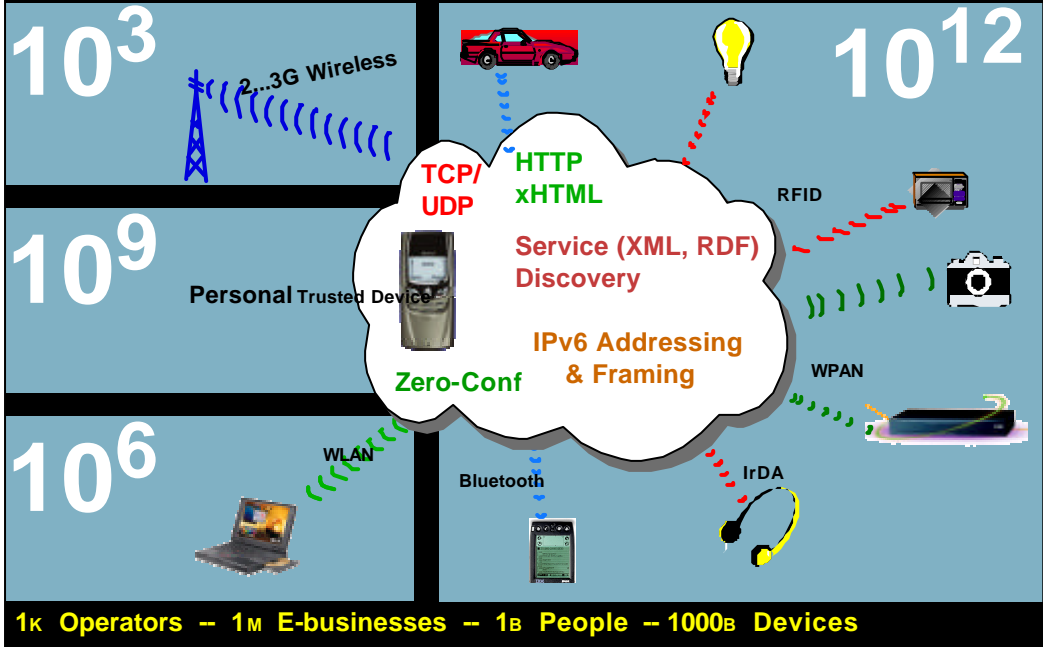 10³
2,..3G Wireless
10⁹
Personal Trusted Device
10⁶
WLAN
10¹²
TCP/
UDP
HTTP
xHTML
Service (XML, RDF)
Discovery
IPv6 Addressing
& Framing
Zero-Conf
RFID
WPAN
IrDA
Bluetooth
1K Operators -- 1M E-businesses -- 1B People -- 1000B Devices